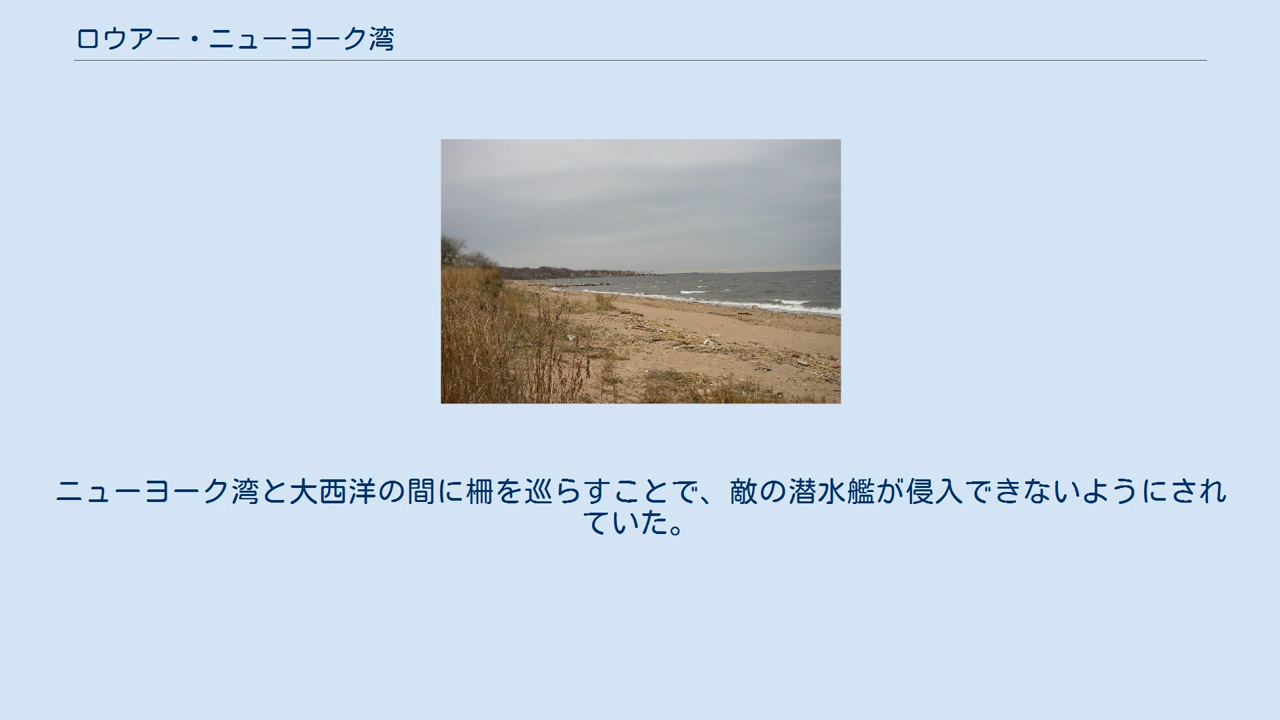 ロウアー・ニューヨーク湾
ニューヨーク湾と大西洋の間に柵を巡らすことで、敵の潜水艦が侵入できないようにされ
ていた。